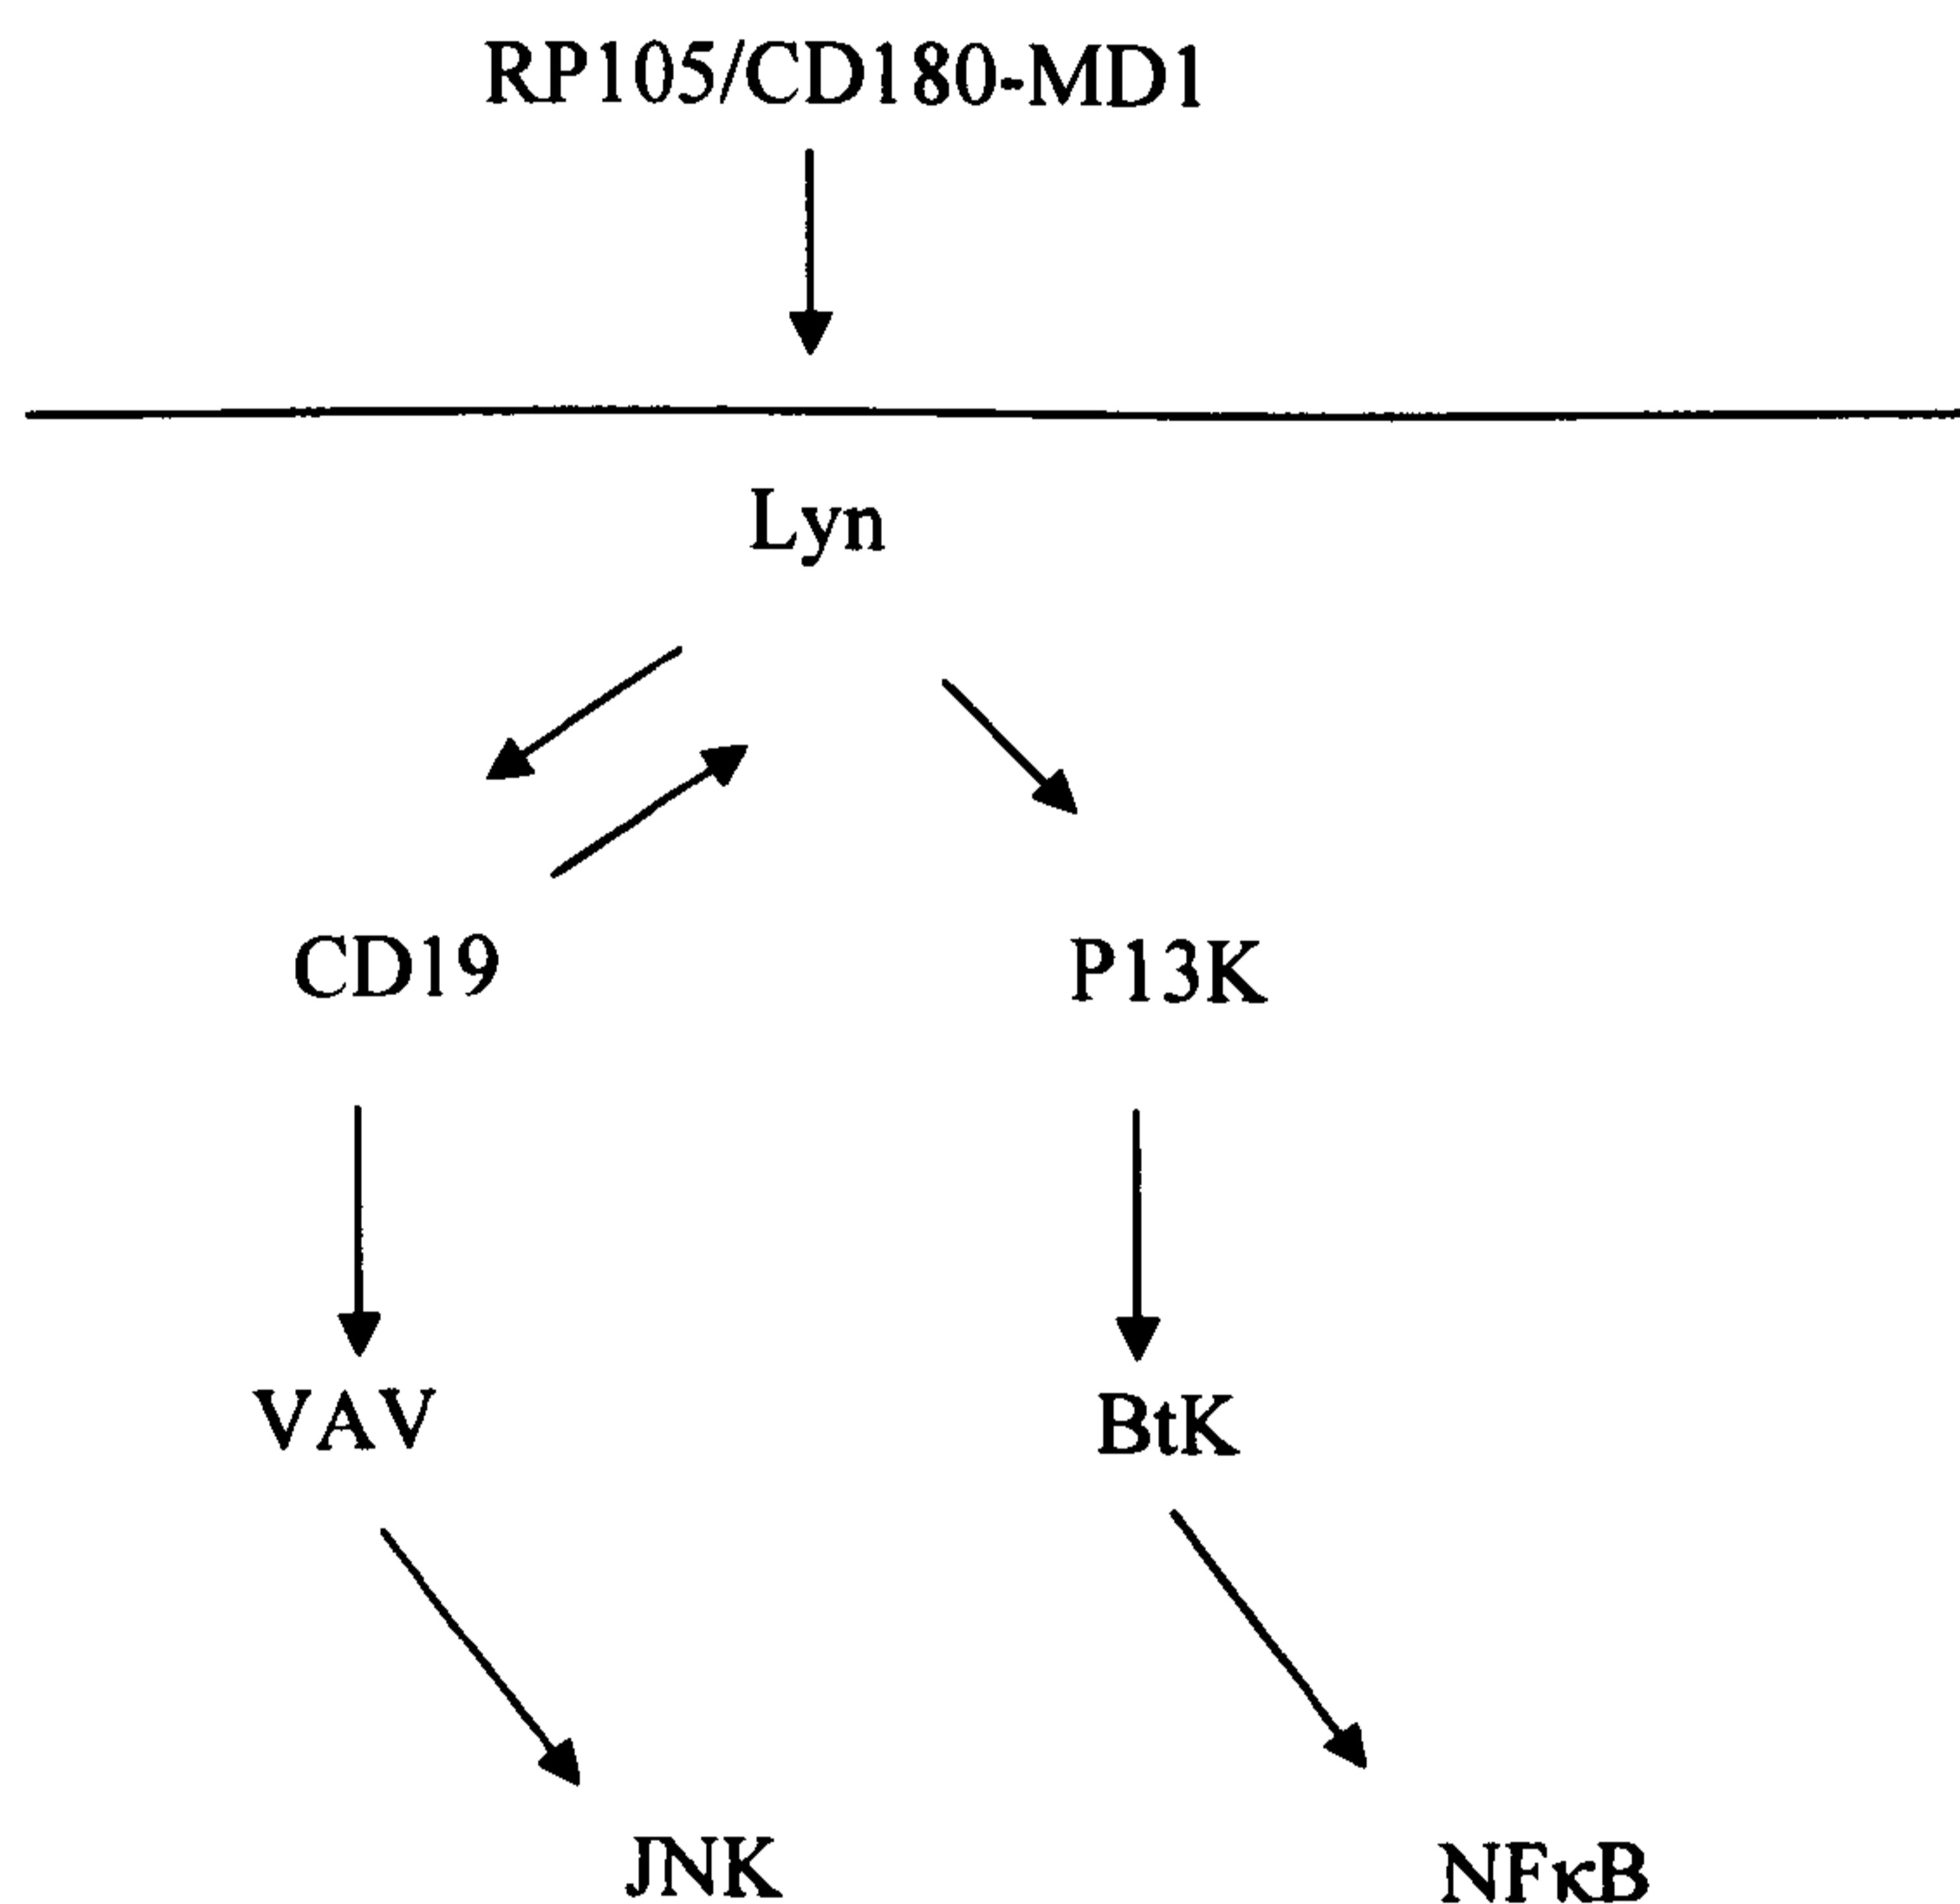 RP105/CD180-MD1
Lyn
CD19 P13K
VAV BtK
JNK NFκB